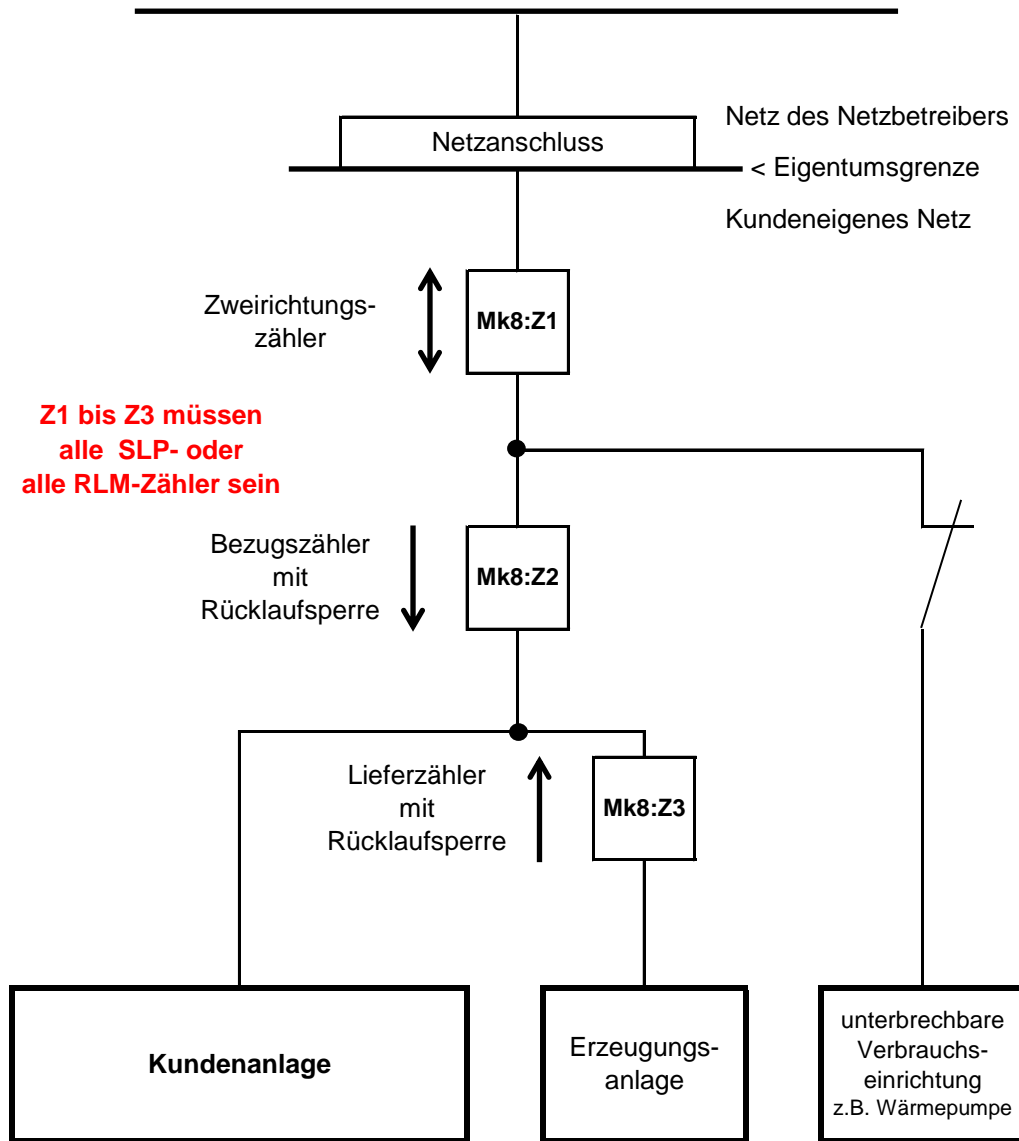 Netz des Netzbetreibers
Netzanschluss
< Eigentumsgrenze
Kundeneigenes Netz
Zweirichtungs-
zähler
Mk8:Z1
Z1 bis Z3 müssen
alle SLP- oder
alle RLM-Zähler sein
Bezugszähler
mit
Rücklaufsperre
Mk8:Z2
Lieferzähler
mit
Rücklaufsperre
Mk8:Z3
Kundenanlage
Erzeugungs-
anlage
unterbrechbare
Verbrauchs-
einrichtung
z.B. Wärmepumpe